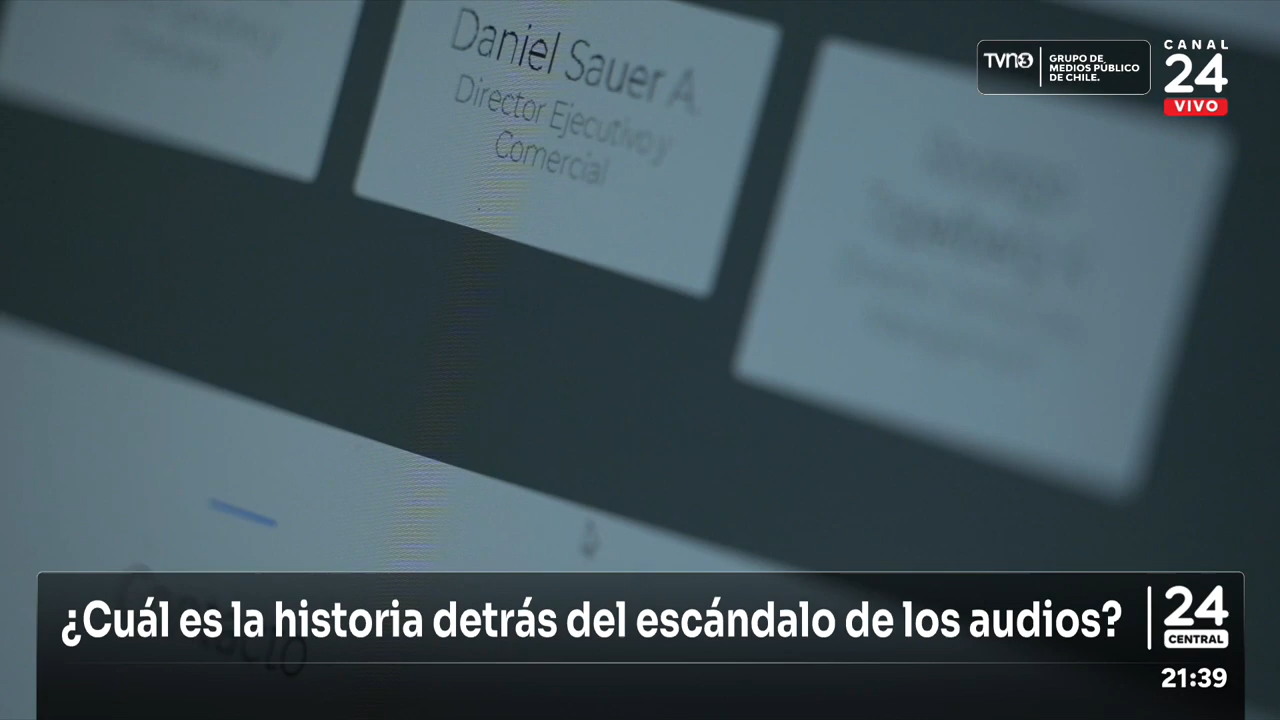 Daniel Sauer A.
Director Ejecutivo y
Comercial
TVN
GRUPO DE
MEDIOS PÚBLICO
DE CHILE.
CANAL
24
VIVO
Contacto
¿Cuál es la historia detrás del escándalo de los audios?
24
CENTRAL
21:39